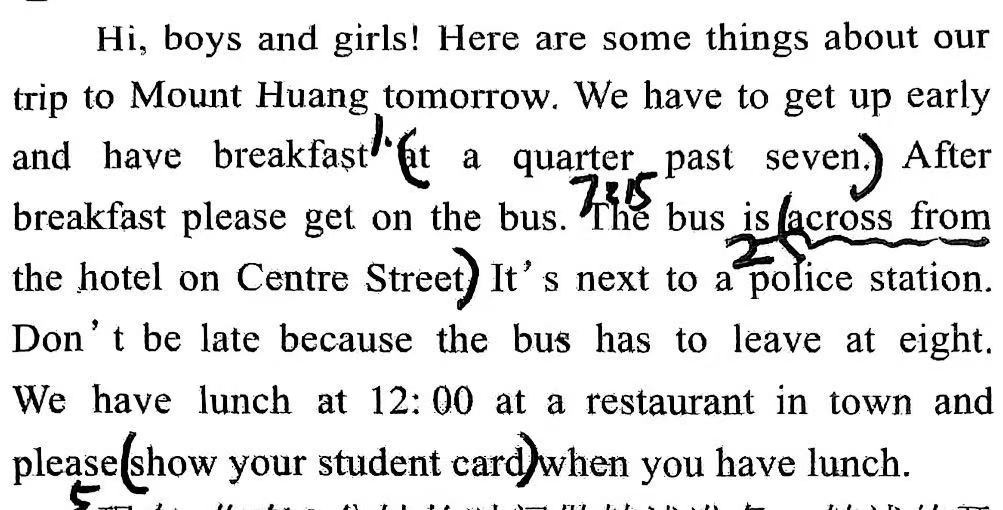 Hi, boys and girls! Here are some things about our
trip to Mount Huang tomorrow. We have to get up early
and have breakfast 1. (at a quarter past seven.) After
7:15
breakfast please get on the bus. The bus is (across from
2
the hotel on Centre Street) It's next to a police station.
Don't be late because the bus has to leave at eight.
We have lunch at 12:00 at a restaurant in town and
please (show your student card) when you have lunch.
5